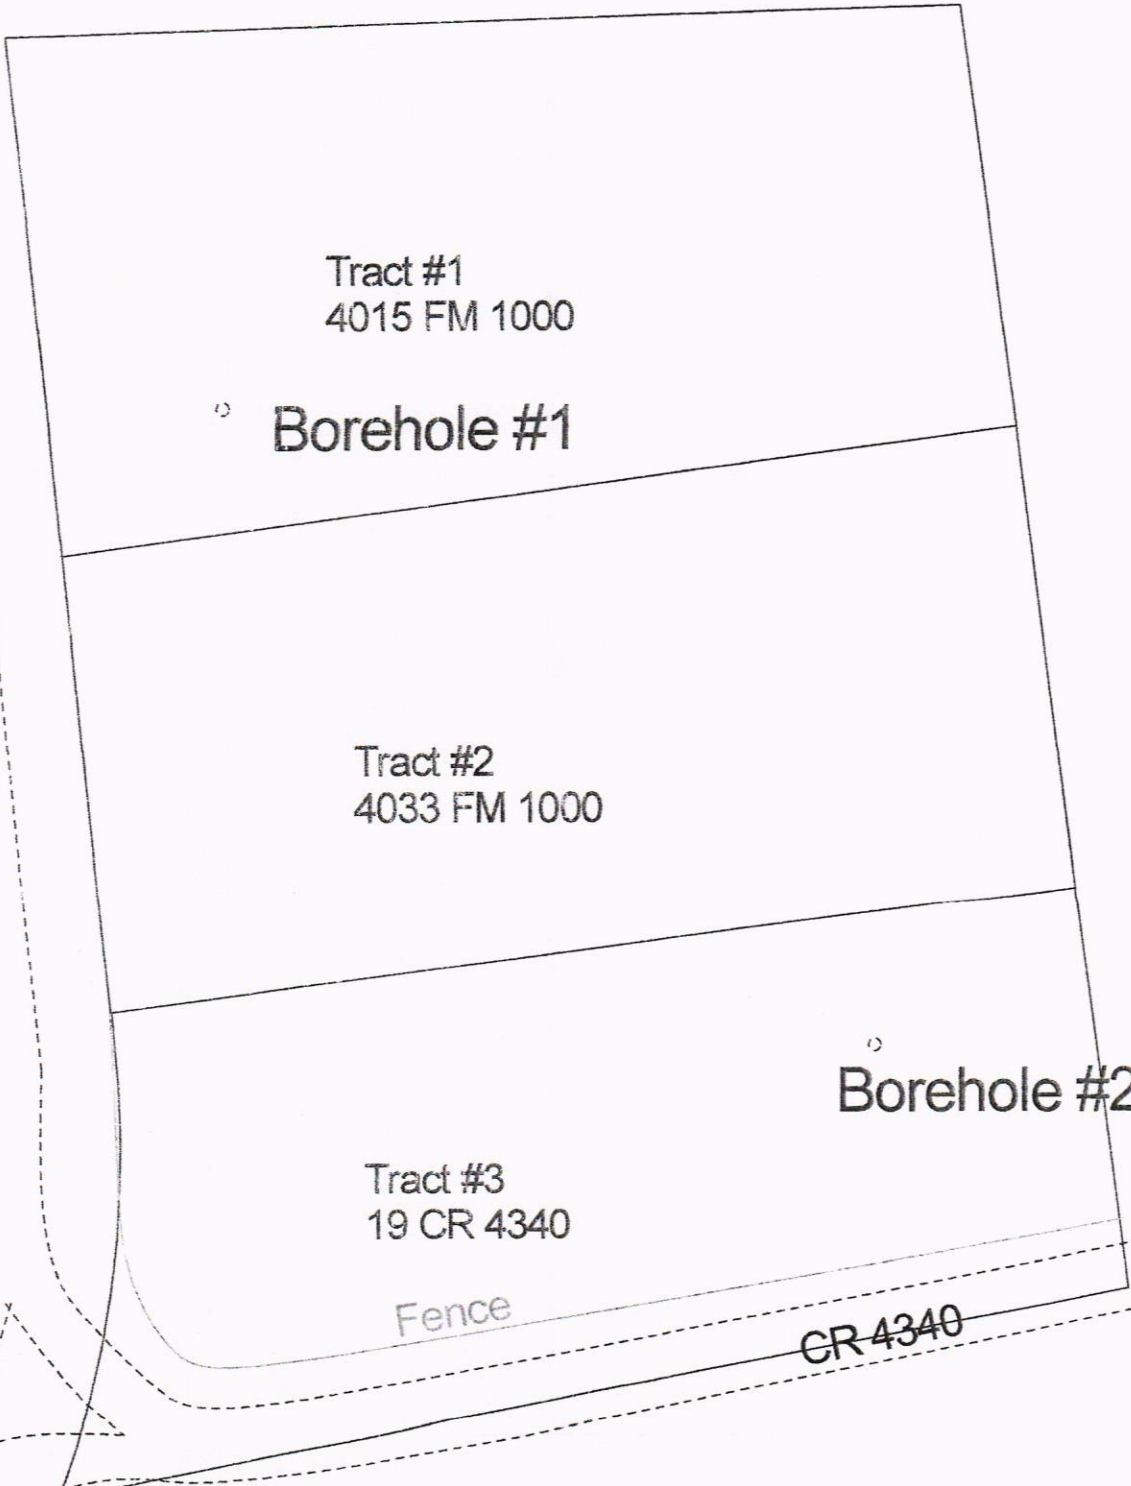 Tract #1
4015 FM 1000
Borehole #1
Tract #2
4033 FM 1000
Borehole #2
Tract #3
19 CR 4340
Fence
CR 4340